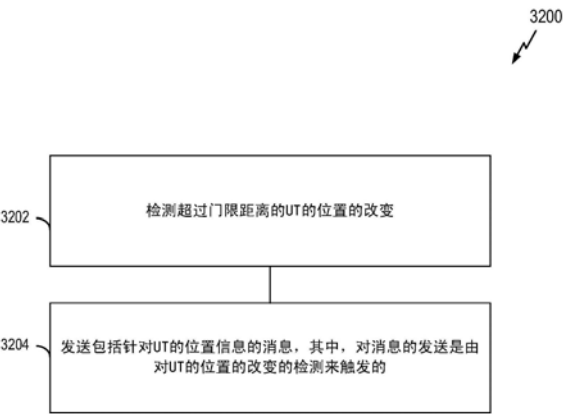 3200
3202
检测超过门限距离的UT的位置的改变
3204
发送包括针对UT的位置信息的消息，其中，对消息的发送是由
对UT的位置的改变的检测来触发的